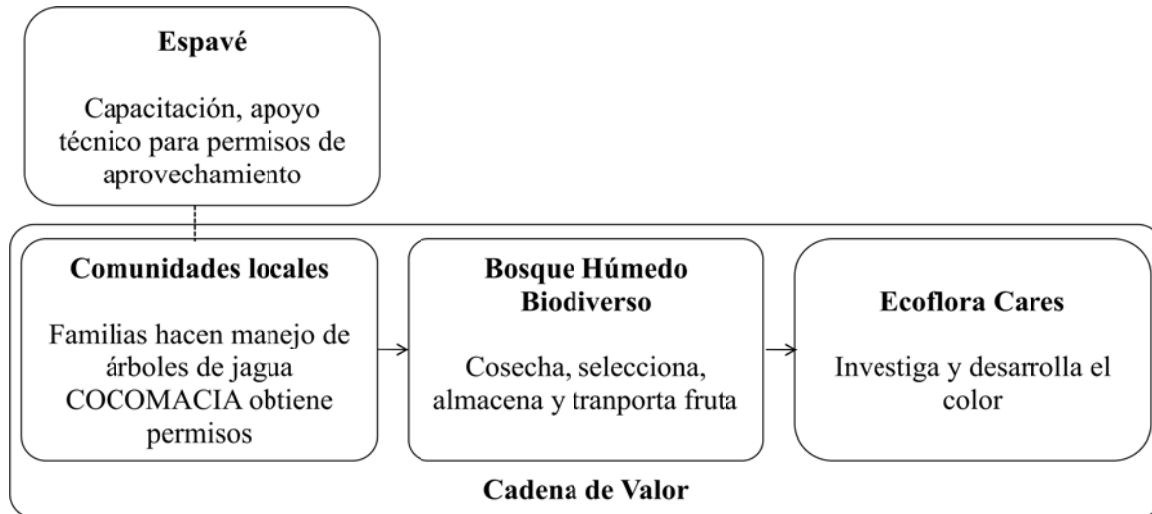 Espavé
Capacitación, apoyo
técnico para permisos de
aprovechamiento
Comunidades locales
Familias hacen manejo de
árboles de jagua
COCOMACIA obtiene
permisos
Bosque Húmedo
Biodiverso
Cosecha, selecciona,
almacena y tranporta fruta
Ecoflora Cares
Investiga y desarrolla el
color
Cadena de Valor